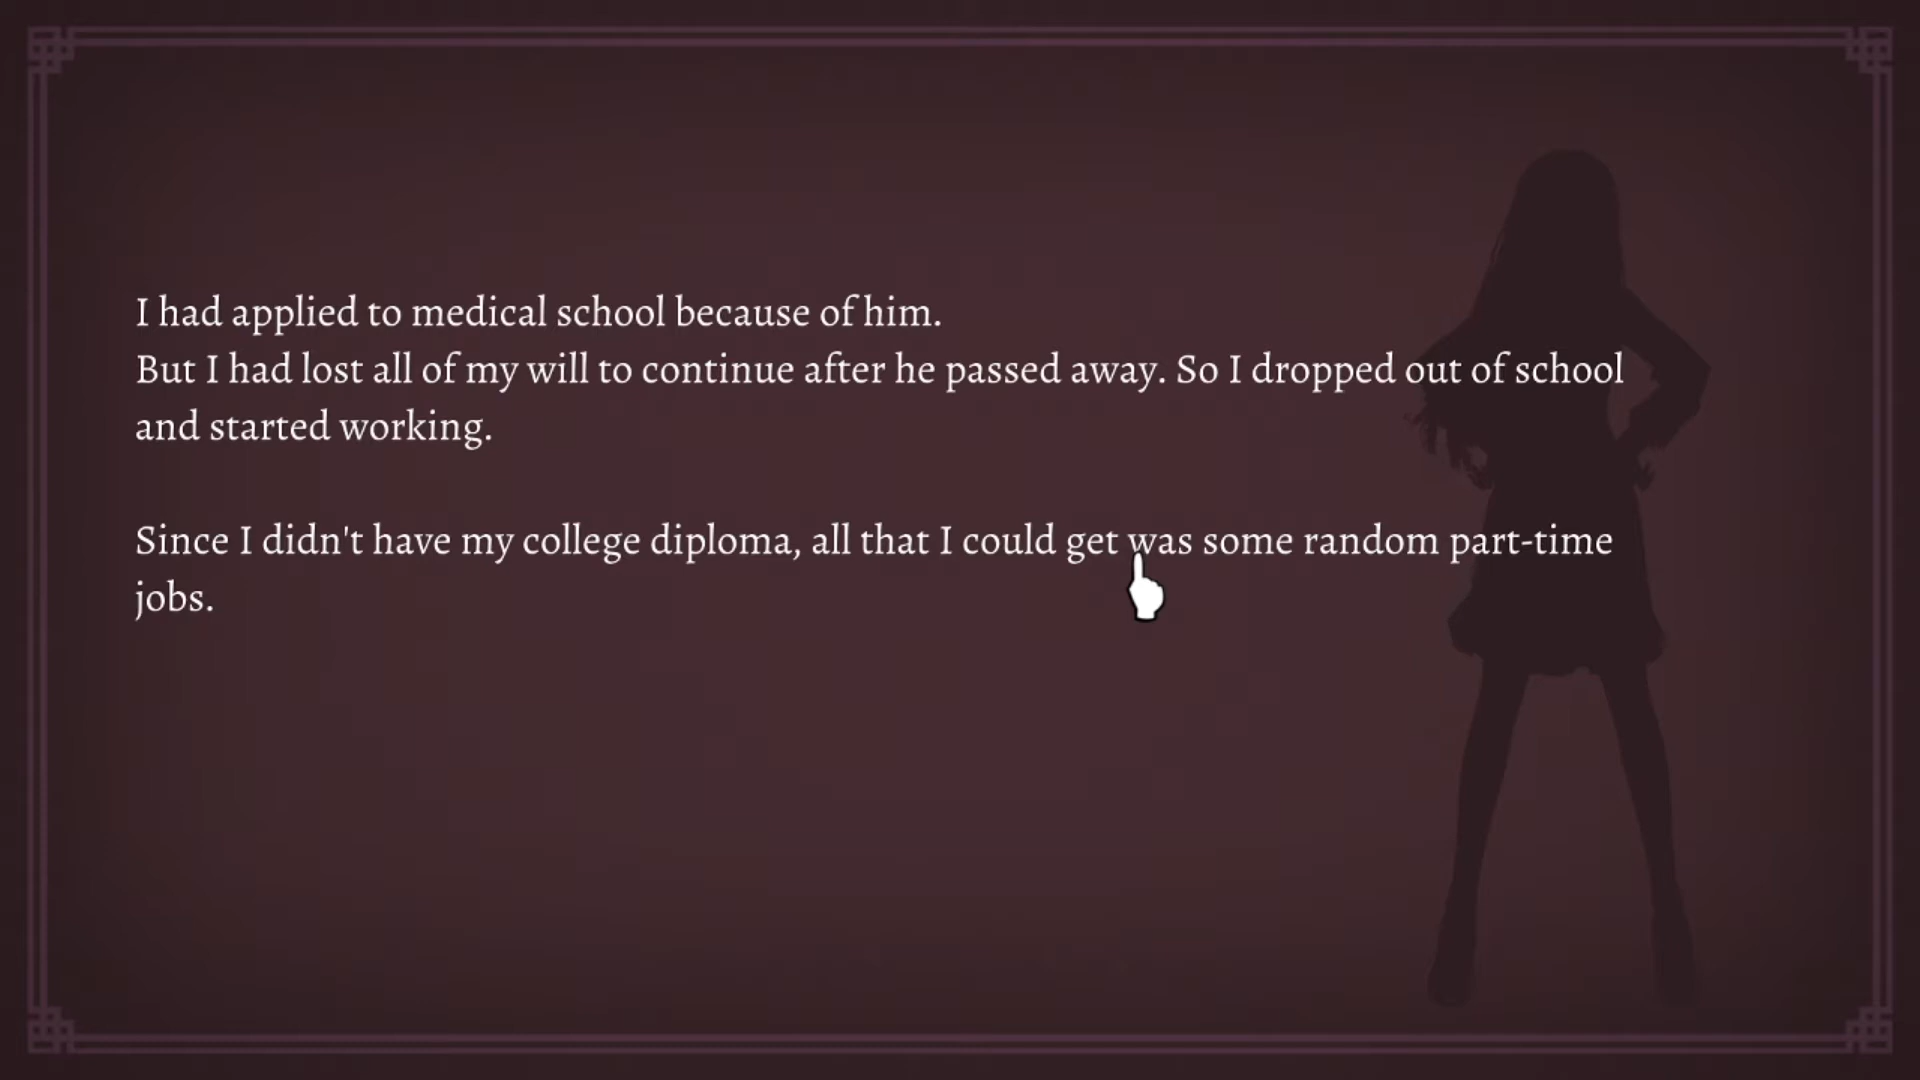 I had applied to medical school because of him.
But I had lost all of my will to continue after he passed away. So I dropped out of school
and started working.
Since I didn't have my college diploma, all that I could get was some random part-time
jobs.